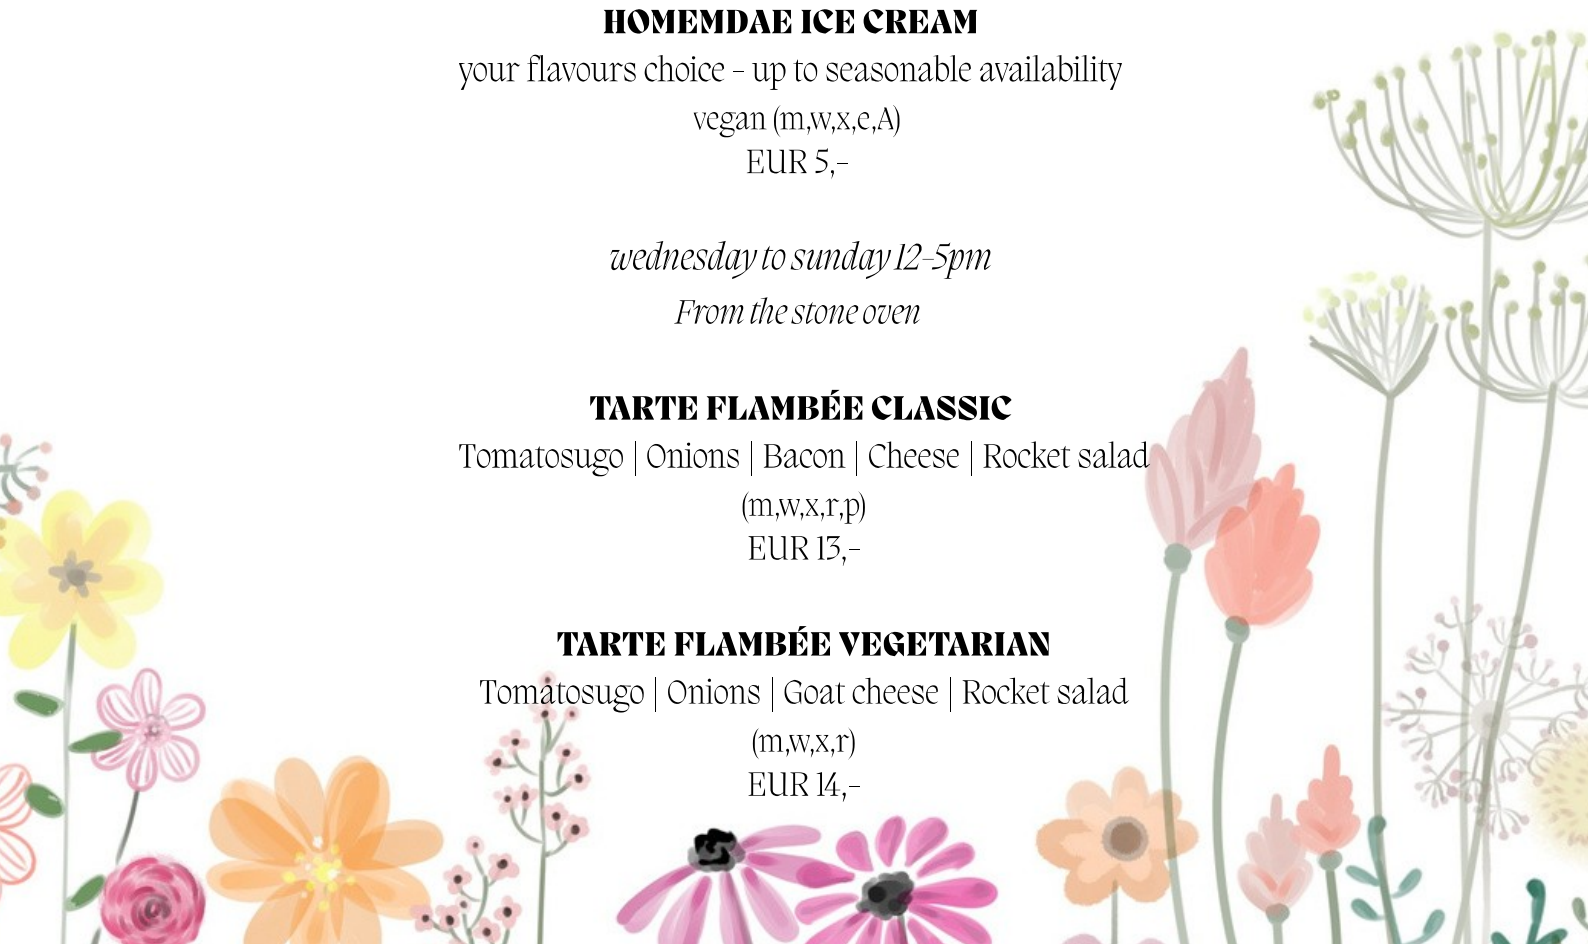 HOMEMDAE ICE CREAM
your flavours choice – up to seasonable availability
vegan (m,w,x,e,A)
EUR 5,–
wednesday to sunday 12–5pm
From the stone oven
TARTE FLAMBÉE CLASSIC
Tomatosugo | Onions | Bacon | Cheese | Rocket salad
(m,w,x,r,p)
EUR 13,–
TARTE FLAMBÉE VEGETARIAN
Tomatosugo | Onions | Goat cheese | Rocket salad
(m,w,x,r)
EUR 14,–